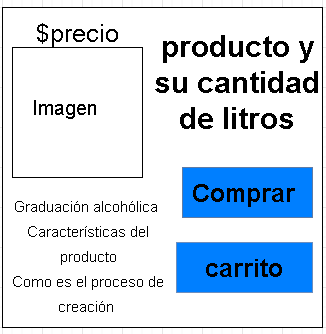 $precio
Imagen
producto y
su cantidad
de litros
Comprar
carrito
Graduación alcohólica
Características del
producto
Como es el proceso de
creación